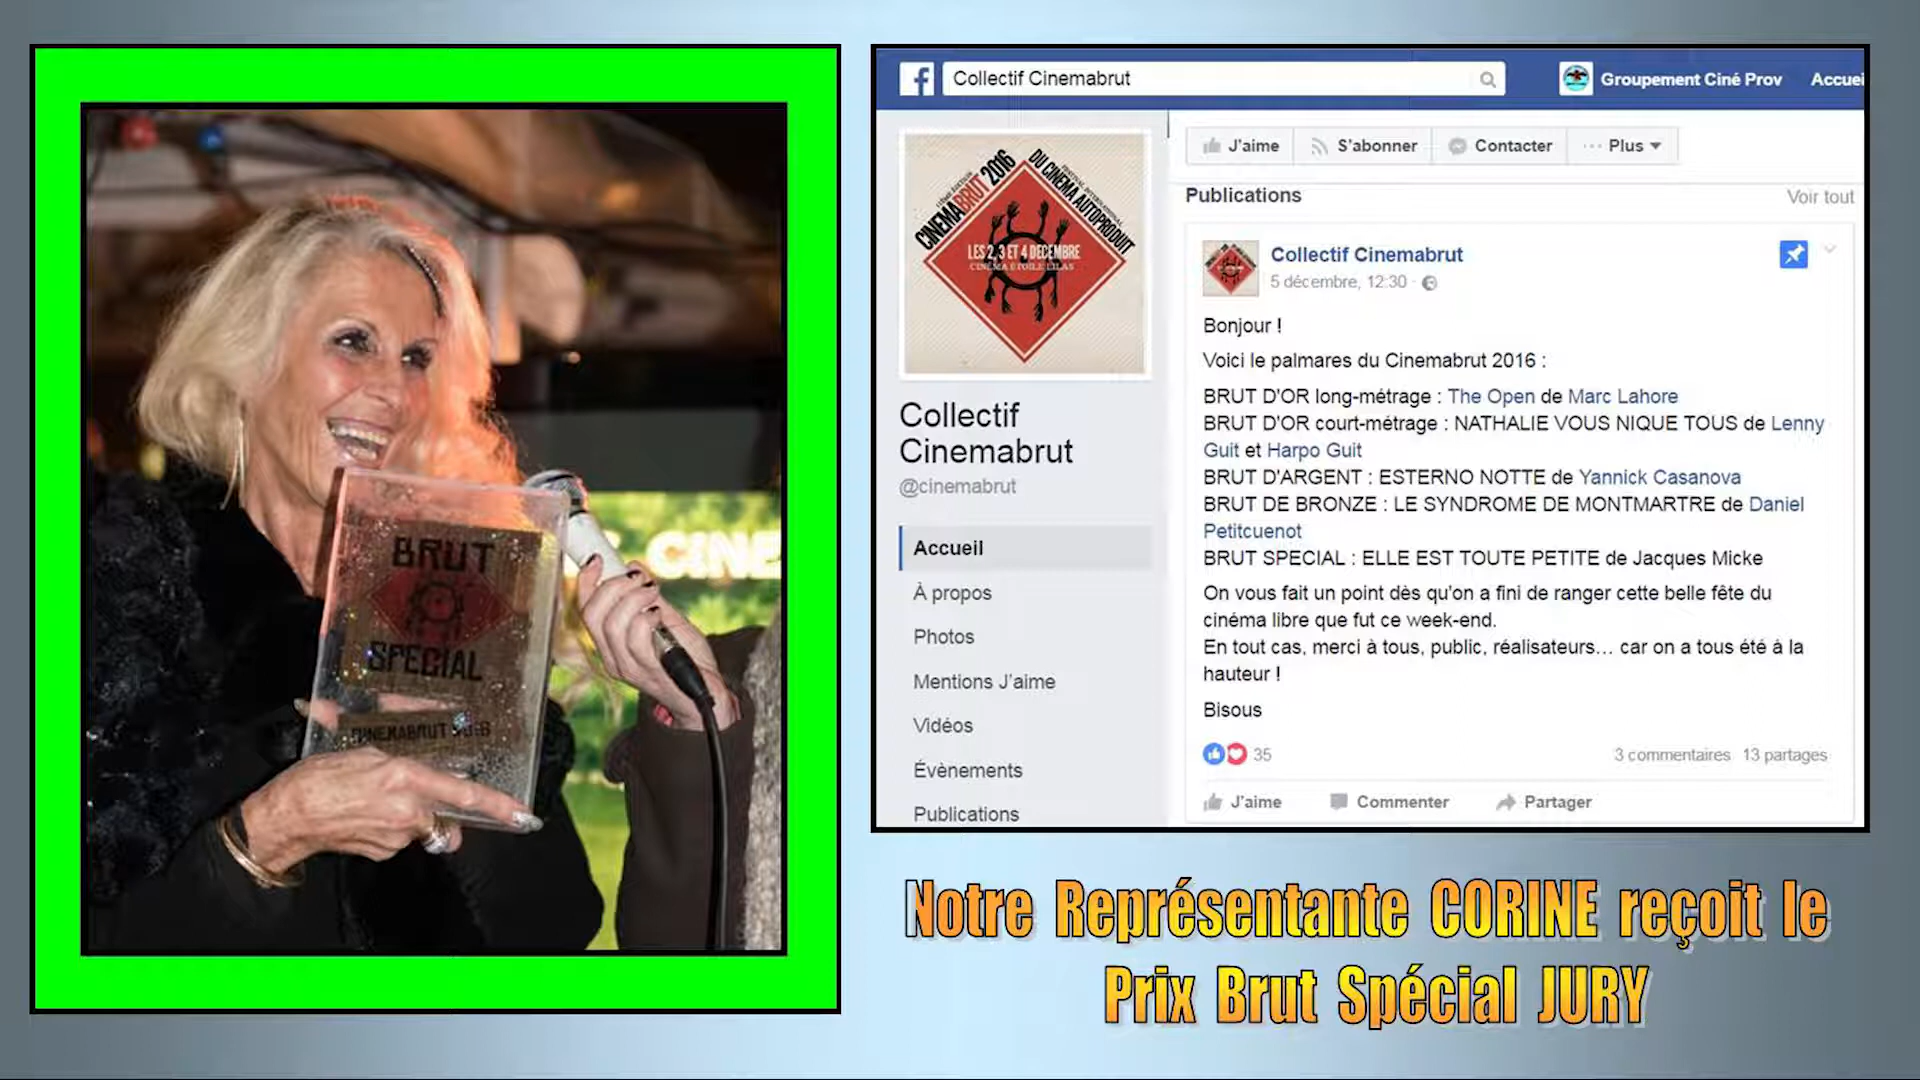 BRUT
SPECIAL
CINEMABRUT 2016
CINE
Collectif Cinemabrut
Groupement Ciné Prov
Accuei
CINEMABRUT 2016
DU CINEMA AUTOPRODUIT
LES 2, 3 ET 4 DECEMBRE
CINEMA ETOILE LILAS
Collectif
Cinemabrut
@cinemabrut
Accueil
À propos
Photos
Mentions J'aime
Vidéos
Évènements
Publications
J'aime
S'abonner
Contacter
Plus
Publications
Voir tout
Collectif Cinemabrut
5 décembre, 12:30
Bonjour !
Voici le palmares du Cinemabrut 2016 :
BRUT D'OR long-métrage : The Open de Marc Lahore
BRUT D'OR court-métrage : NATHALIE VOUS NIQUE TOUS de Lenny
Guit et Harpo Guit
BRUT D'ARGENT : ESTERNO NOTTE de Yannick Casanova
BRUT DE BRONZE : LE SYNDROME DE MONTMARTRE de Daniel
Petitcuenot
BRUT SPECIAL : ELLE EST TOUTE PETITE de Jacques Micke
On vous fait un point dès qu'on a fini de ranger cette belle fête du
cinéma libre que fut ce week-end.
En tout cas, merci à tous, public, réalisateurs... car on a tous été à la
hauteur !
Bisous
35
3 commentaires 13 partages
J'aime
Commenter
Partager
Notre Représentante CORINE reçoit le
Prix Brut Spécial JURY